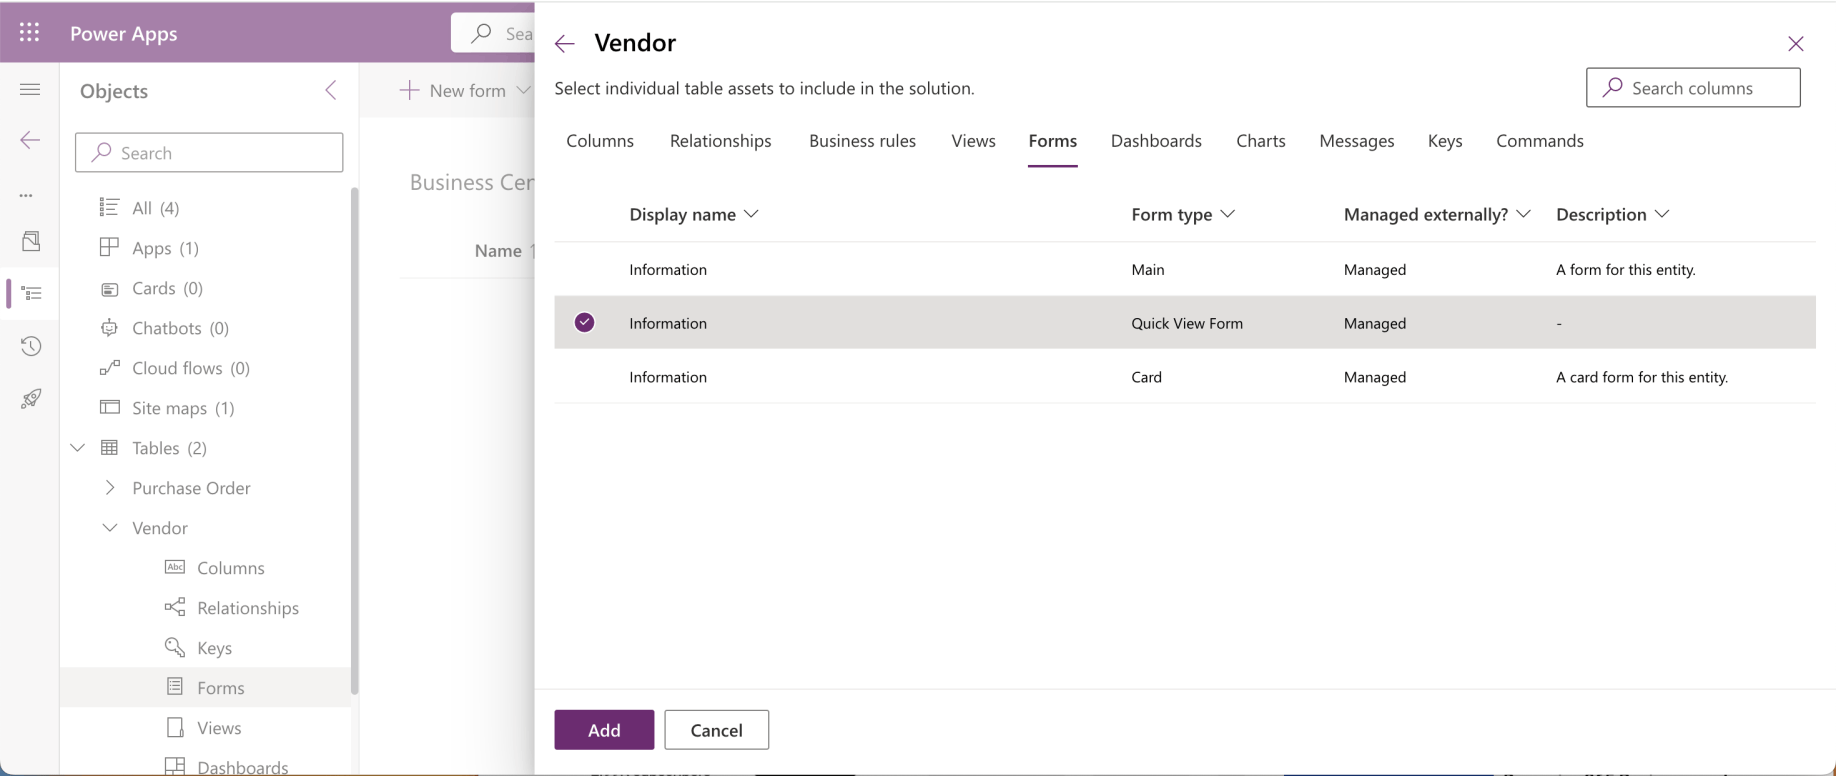 Power Apps
Sea
Objects
Search
All (4)
Apps (1)
Cards (0)
Chatbots (0)
Cloud flows (0)
Site maps (1)
Tables (2)
Purchase Order
Vendor
Abc Columns
Relationships
Keys
Forms
Views
Dashboards
New form
Business Cen
Name
Vendor
Select individual table assets to include in the solution.
Search columns
Columns Relationships Business rules Views Forms Dashboards Charts Messages Keys Commands
Display name Form type Managed externally? Description
Information Main Managed A form for this entity.
Information Quick View Form Managed -
Information Card Managed A card form for this entity.
Add Cancel